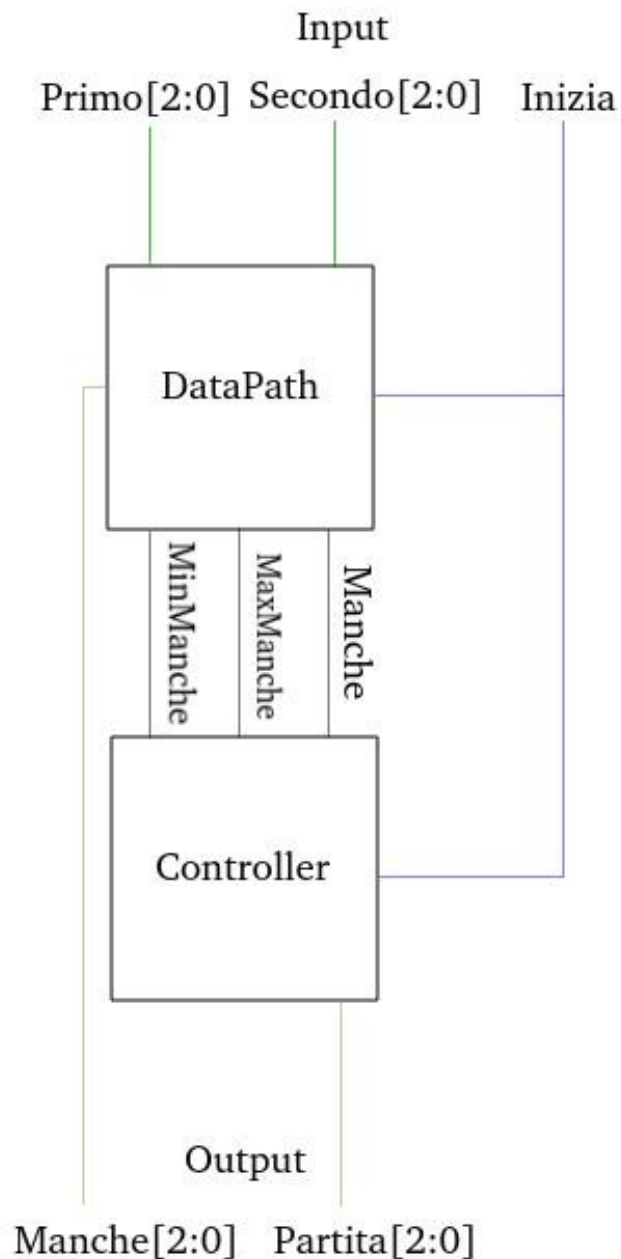 Input
Primo[2:0] Secondo[2:0] Inizia
DataPath
MinManche
MaxManche
Manche
Controller
Output
Manche[2:0] Partita[2:0]